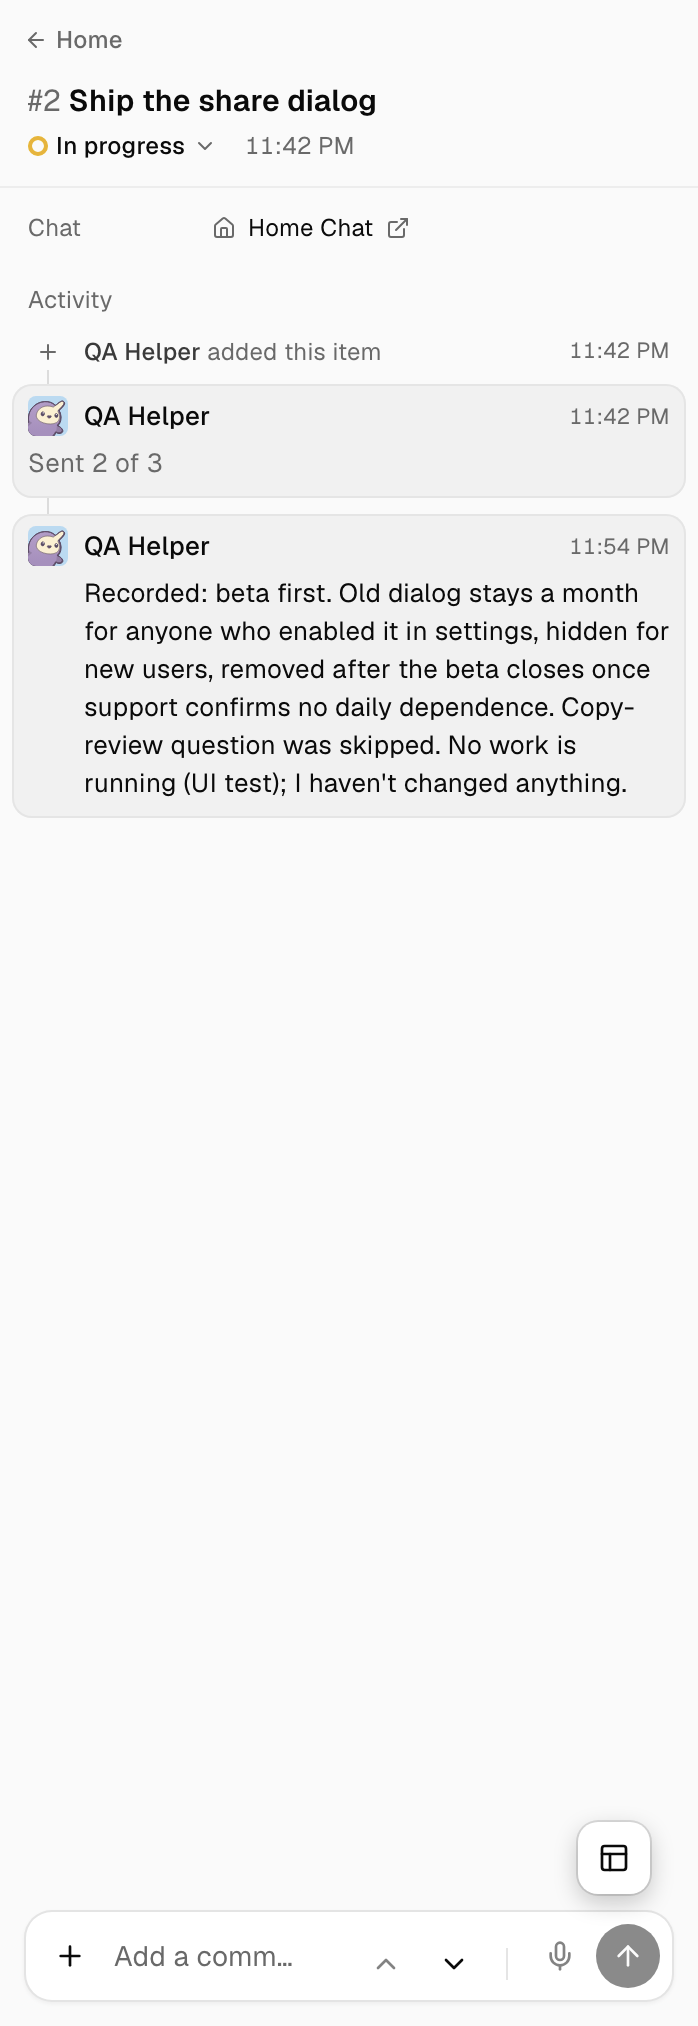 Home
#2 Ship the share dialog
In progress 11:42 PM
Chat Home Chat
Activity
QA Helper added this item 11:42 PM
QA Helper 11:42 PM
Sent 2 of 3
QA Helper 11:54 PM
Recorded: beta first. Old dialog stays a month
for anyone who enabled it in settings, hidden for
new users, removed after the beta closes once
support confirms no daily dependence. Copy-
review question was skipped. No work is
running (UI test); I haven't changed anything.
Add a comm...